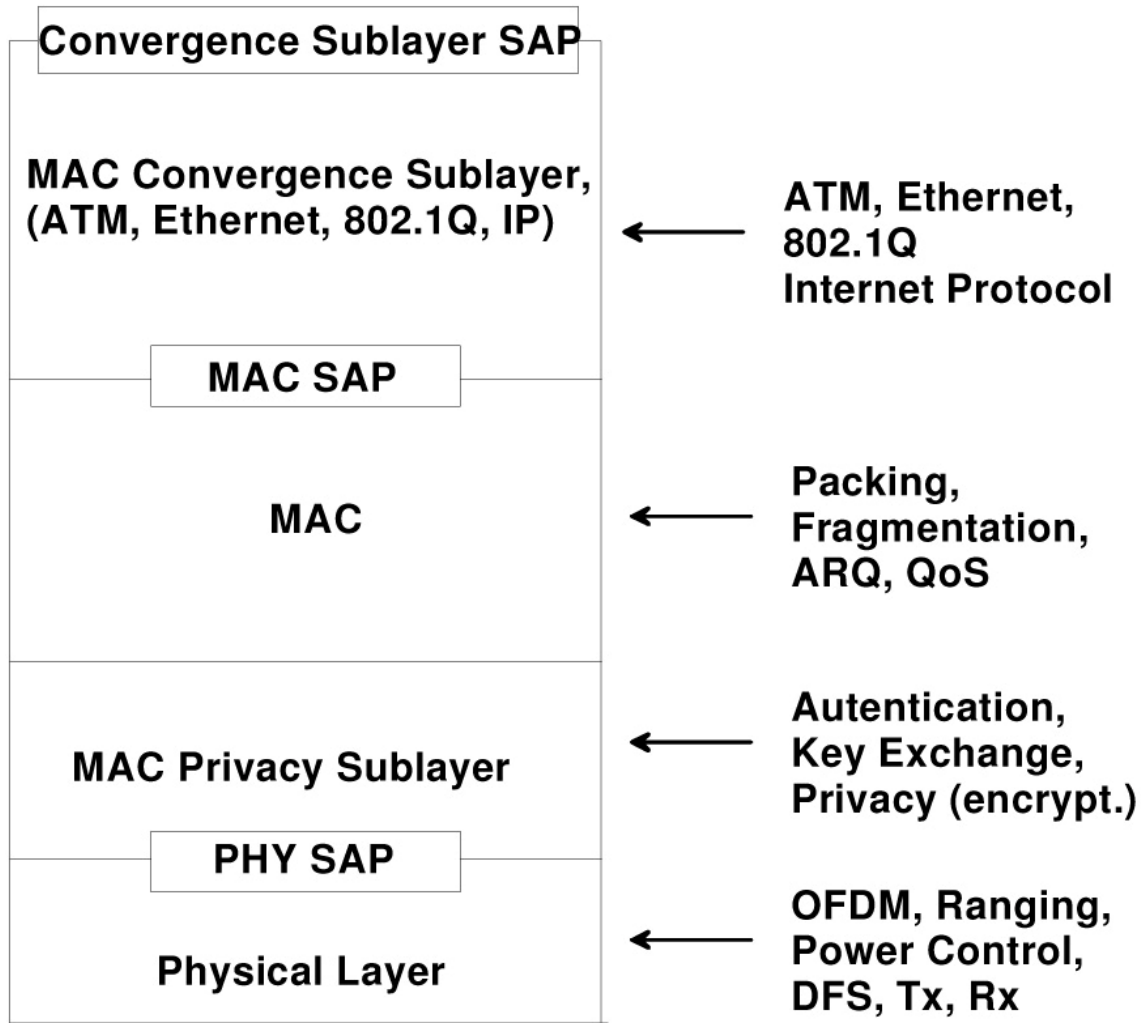 Convergence Sublayer SAP
MAC Convergence Sublayer,
(ATM, Ethernet, 802.1Q, IP)
ATM, Ethernet,
802.1Q
Internet Protocol
MAC SAP
MAC
Packing,
Fragmentation,
ARQ, QoS
MAC Privacy Sublayer
Autentication,
Key Exchange,
Privacy (encrypt.)
PHY SAP
Physical Layer
OFDM, Ranging,
Power Control,
DFS, Tx, Rx